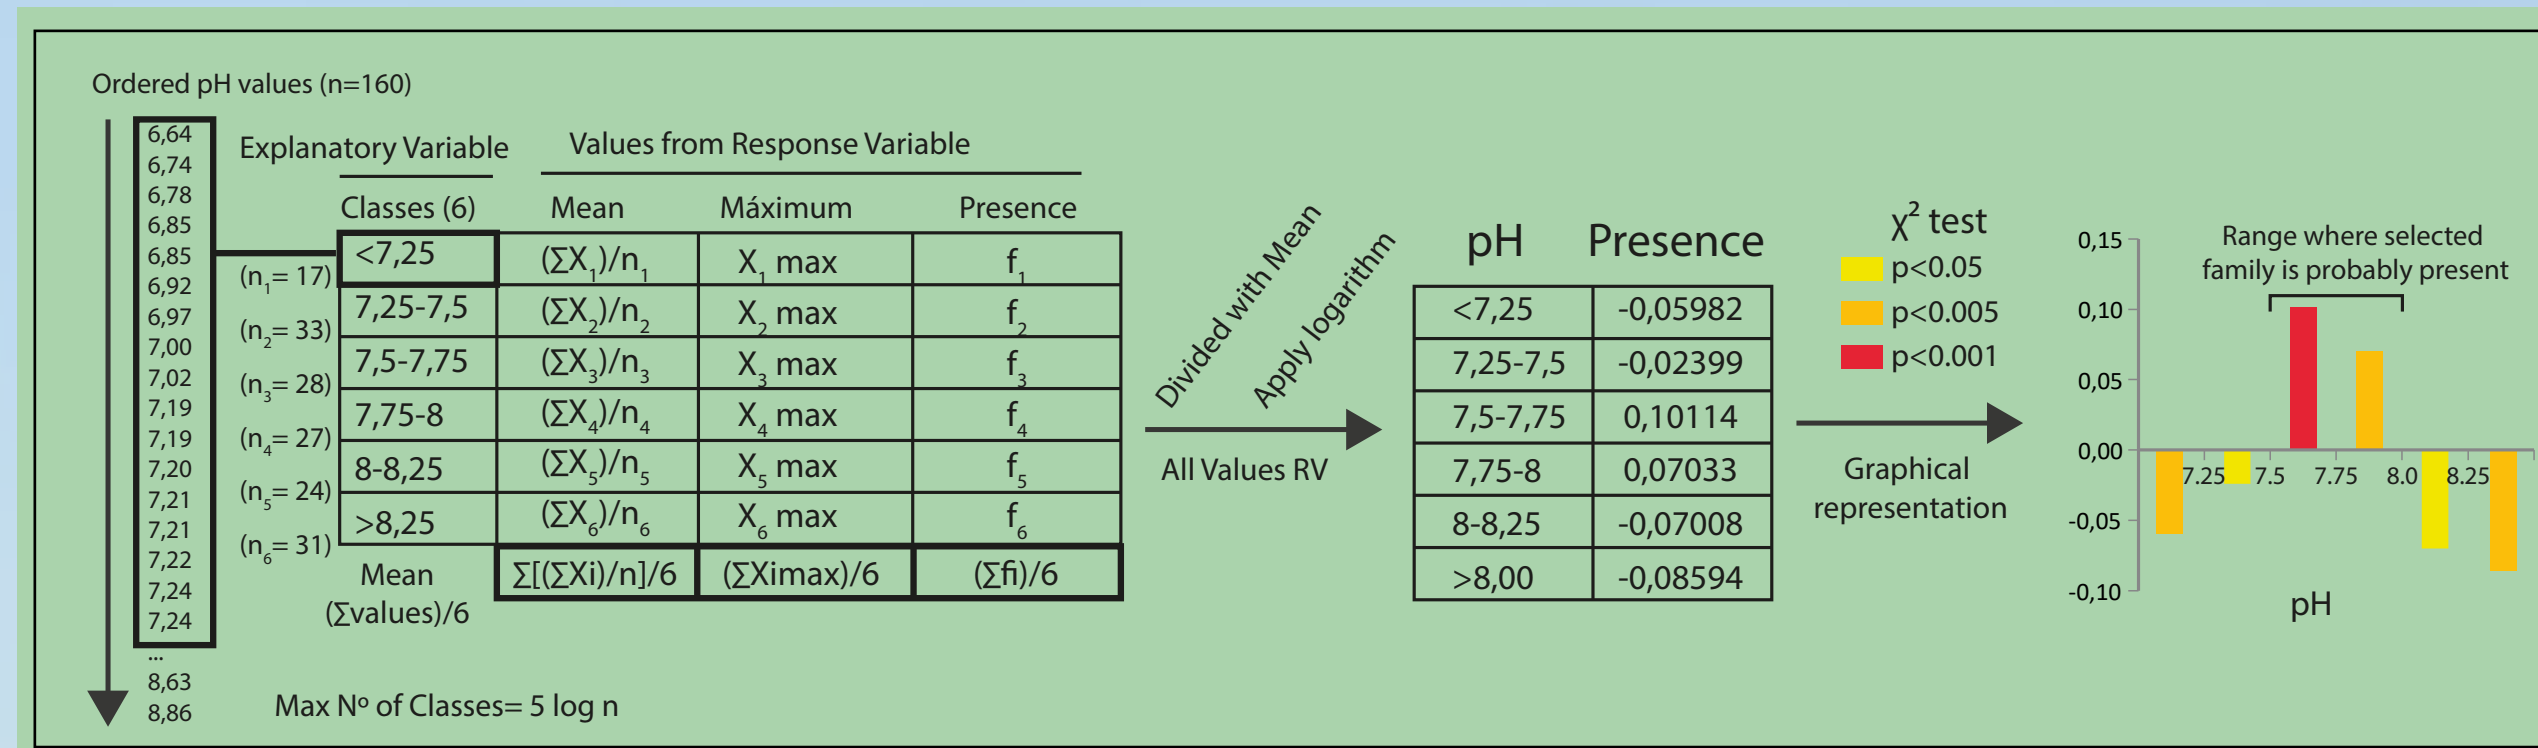 Ordered pH values (n=160)
6,64
6,74
6,78
6,85
6,85
6,92
6,97
7,00
7,02
7,19
7,19
7,20
7,21
7,21
7,22
7,24
7,24
...
8,63
8,86
Explanatory Variable
Values from Response Variable
Classes (6) Mean Máximum Presence
(n₁= 17) <7,25 (∑X₁)/n₁ X₁ max f₁
(n₂= 33) 7,25-7,5 (∑X₂)/n₂ X₂ max f₂
(n₃= 28) 7,5-7,75 (∑X₃)/n₃ X₃ max f₃
(n₄= 27) 7,75-8 (∑X₄)/n₄ X₄ max f₄
(n₅= 24) 8-8,25 (∑X₅)/n₅ X₅ max f₅
(n₆= 31) >8,25 (∑X₆)/n₆ X₆ max f₆
Mean
(∑values)/6
∑[(∑Xi)/n]/6 (∑Ximax)/6 (∑fi)/6
Max Nº of Classes= 5 log n
Divided with Mean
Apply logarithm
All Values RV
pH Presence
<7,25 -0,05982
7,25-7,5 -0,02399
7,5-7,75 0,10114
7,75-8 0,07033
8-8,25 -0,07008
>8,00 -0,08594
χ² test
p<0.05
p<0.005
p<0.001
Graphical
representation
Range where selected
family is probably present
0,15
0,10
0,05
0,00
-0,05
-0,10
7.25 7.5 7.75 8.0 8.25
pH